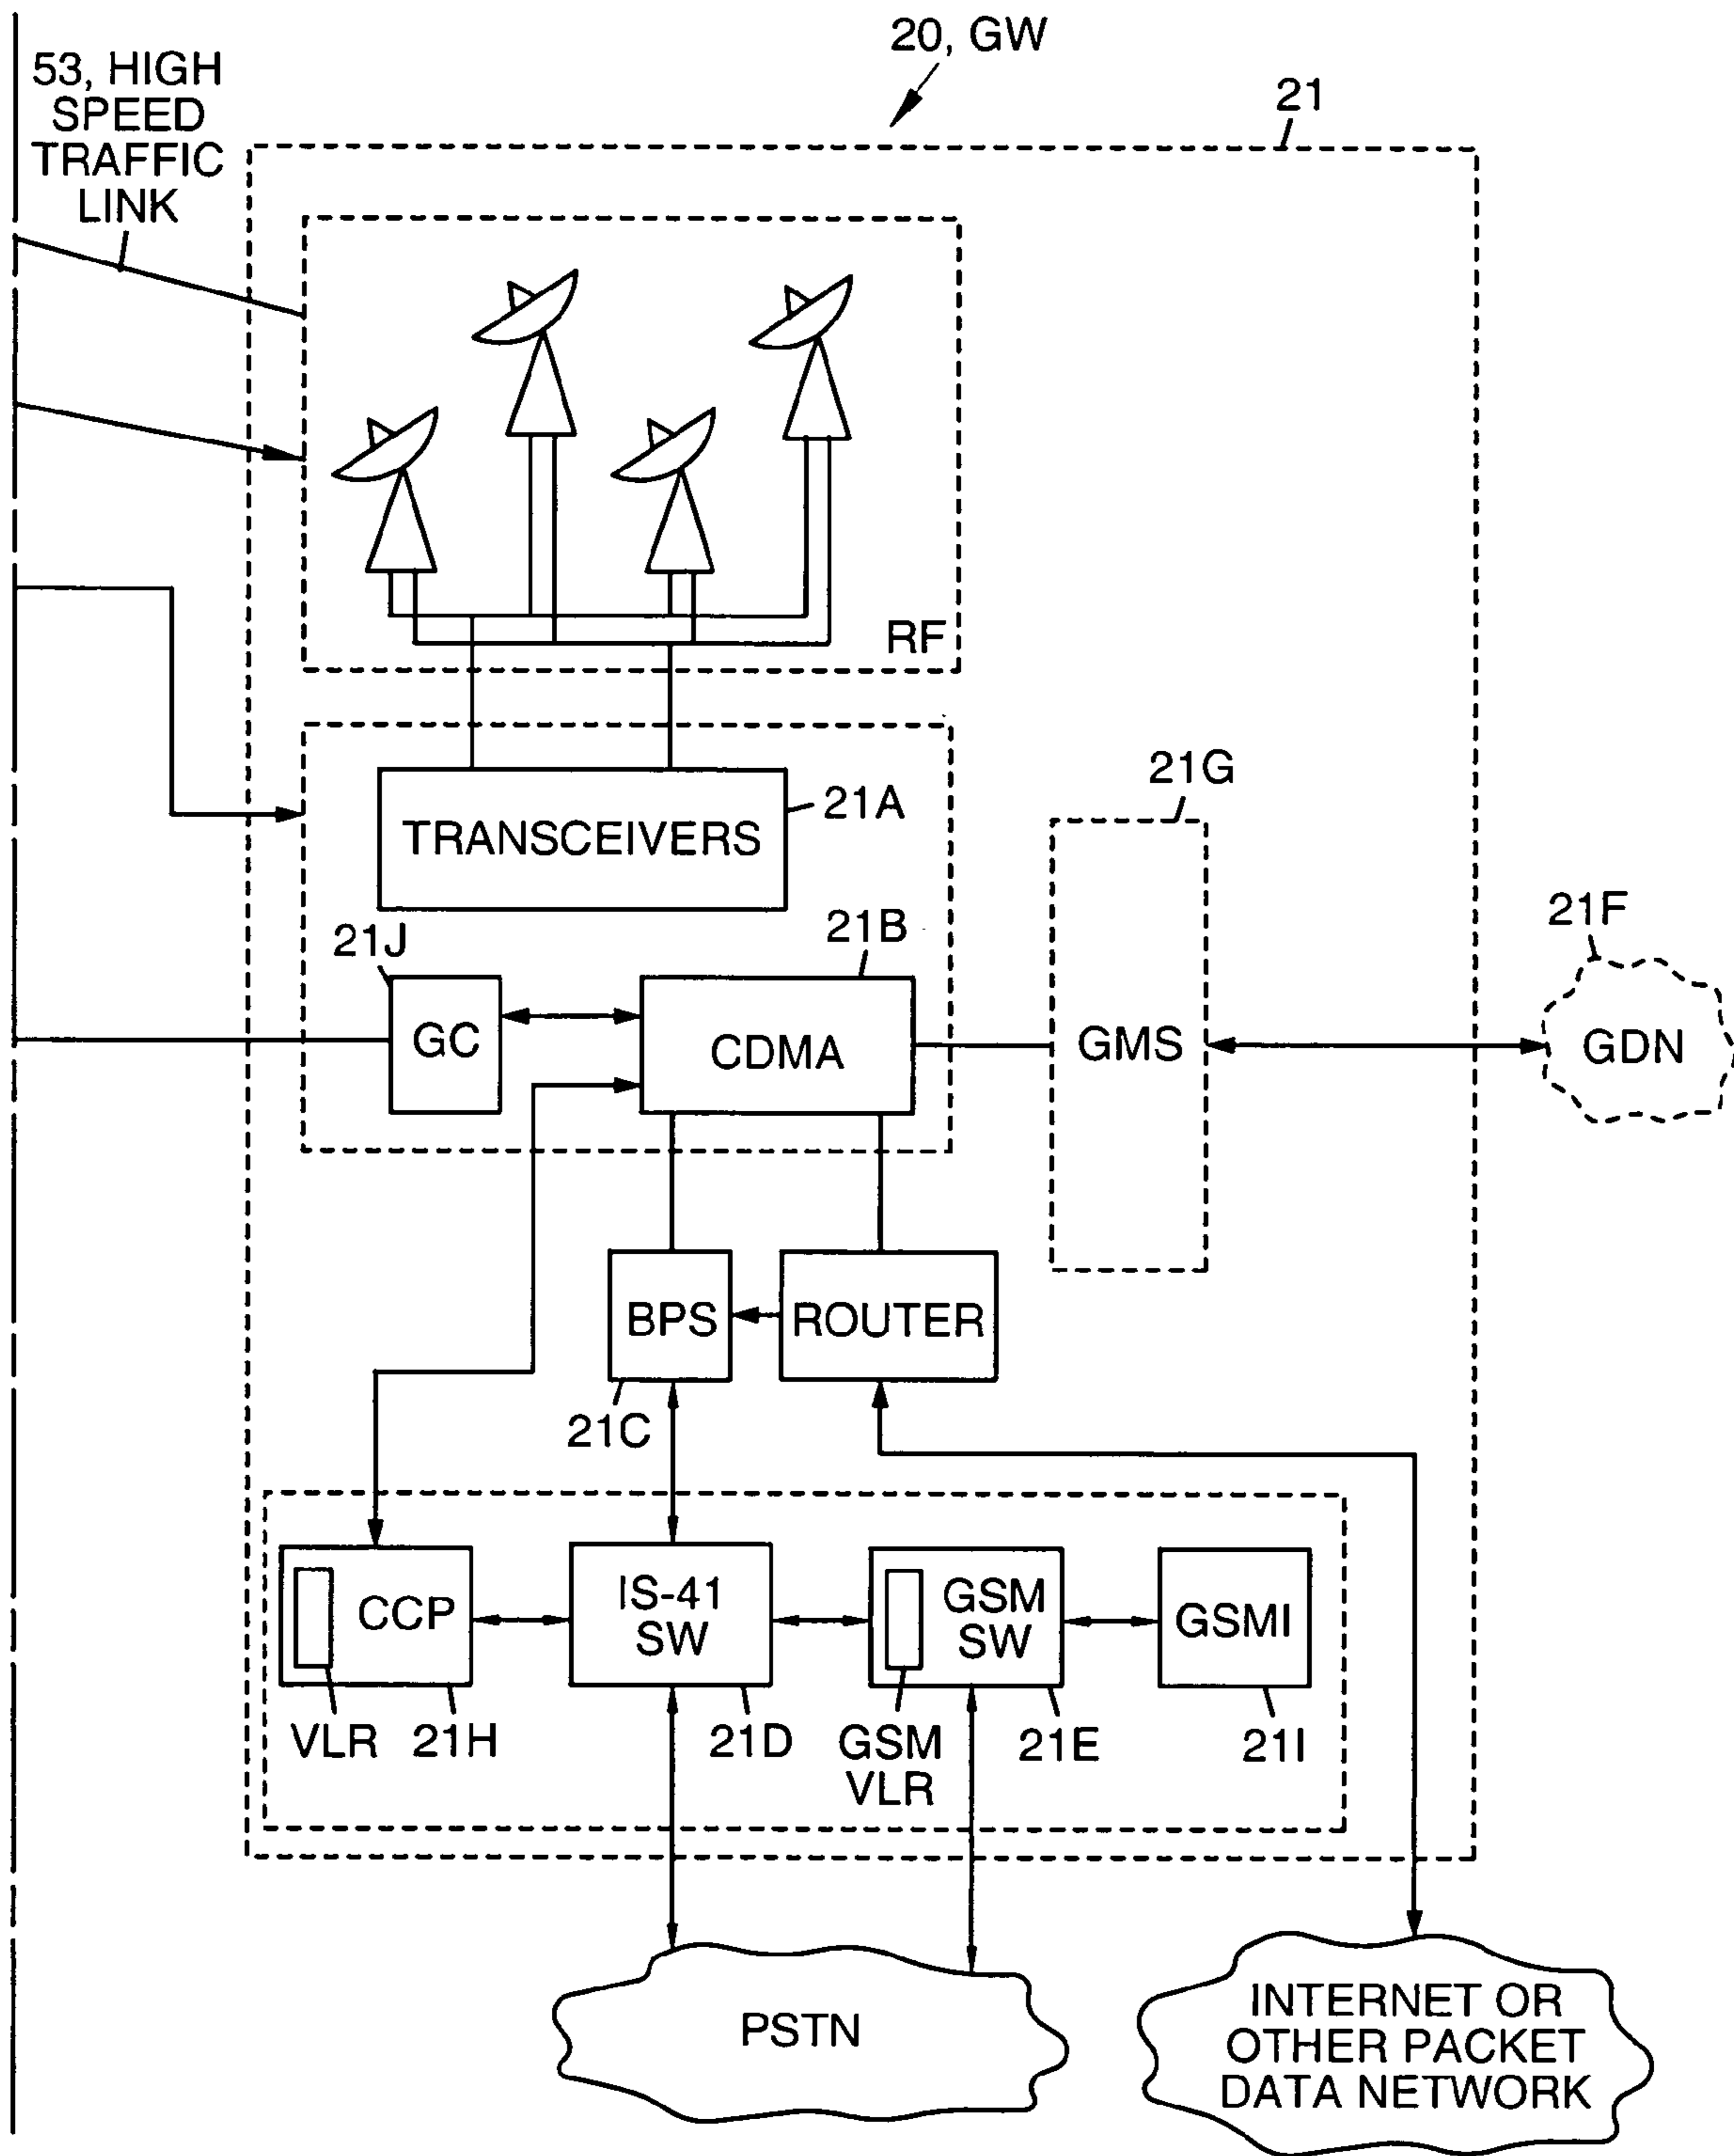 20, GW
53, HIGH
SPEED
TRAFFIC
LINK
21
RF
TRANSCEIVERS
21A
21G
21J
21B
21F
GC
CDMA
GMS
GDN
BPS
ROUTER
21C
CCP
IS-41
SW
GSM
SW
GSMI
VLR
21H
21D
GSM
VLR
21E
21I
PSTN
INTERNET OR
OTHER PACKET
DATA NETWORK